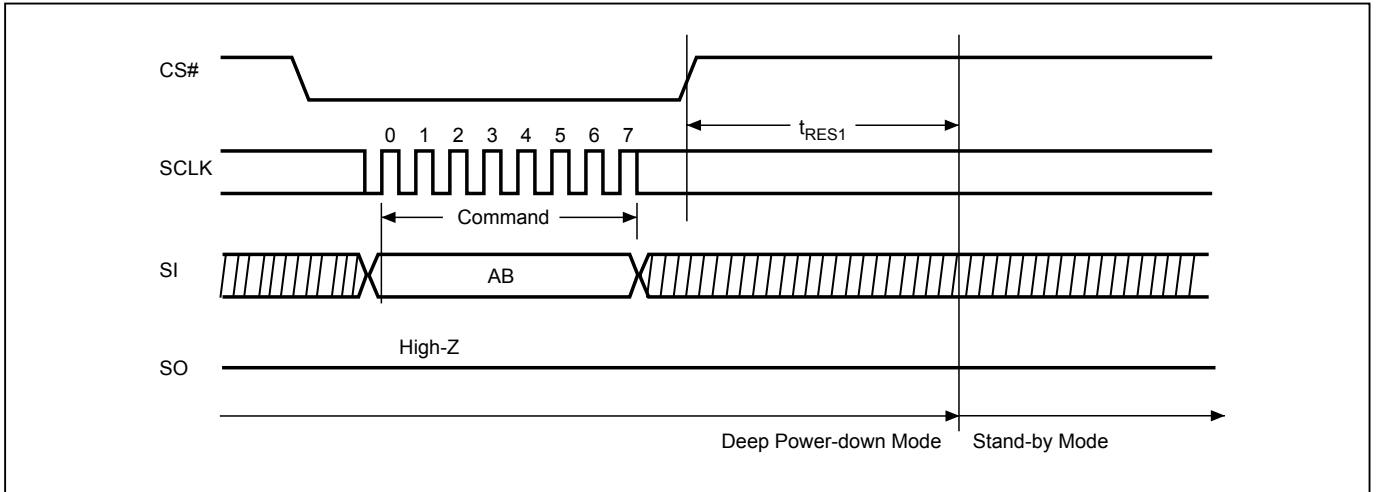 CS#
tRES1
0 1 2 3 4 5 6 7
SCLK
Command
SI
AB
High-Z
SO
Deep Power-down Mode Stand-by Mode